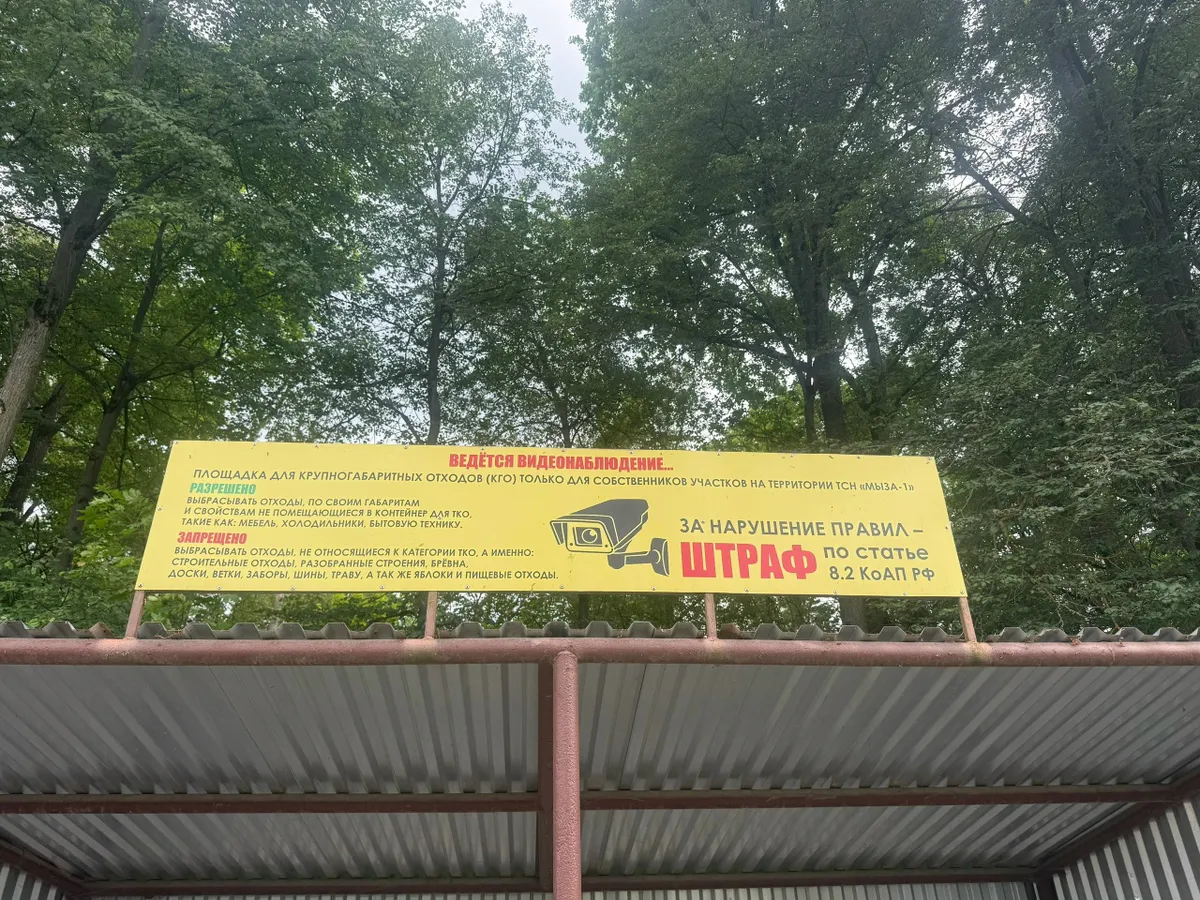 ВЕДЁТСЯ ВИДЕОНАБЛЮДЕНИЕ...
ПЛОЩАДКА ДЛЯ КРУПНОГАБАРИТНЫХ ОТХОДОВ (КГО) ТОЛЬКО ДЛЯ СОБСТВЕННИКОВ УЧАСТКОВ НА ТЕРРИТОРИИ ТСН «МЫЗА-1»
РАЗРЕШЕНО
ВЫБРАСЫВАТЬ ОТХОДЫ, ПО СВОИМ ГАБАРИТАМ
И СВОЙСТВАМ НЕ ПОМЕЩАЮЩИЕСЯ В КОНТЕЙНЕР ДЛЯ ТКО,
ТАКИЕ КАК: МЕБЕЛЬ, ХОЛОДИЛЬНИКИ, БЫТОВУЮ ТЕХНИКУ.
ЗАПРЕЩЕНО
ВЫБРАСЫВАТЬ ОТХОДЫ, НЕ ОТНОСЯЩИЕСЯ К КАТЕГОРИИ ТКО, А ИМЕННО:
СТРОИТЕЛЬНЫЕ ОТХОДЫ, РАЗОБРАННЫЕ СТРОЕНИЯ, БРЁВНА,
ДОСКИ, ВЕТКИ, ЗАБОРЫ, ШИНЫ, ТРАВУ, А ТАК ЖЕ ЯБЛОКИ И ПИЩЕВЫЕ ОТХОДЫ.
ЗА НАРУШЕНИЕ ПРАВИЛ –
ШТРАФ
по статье
8.2 КоАП РФ